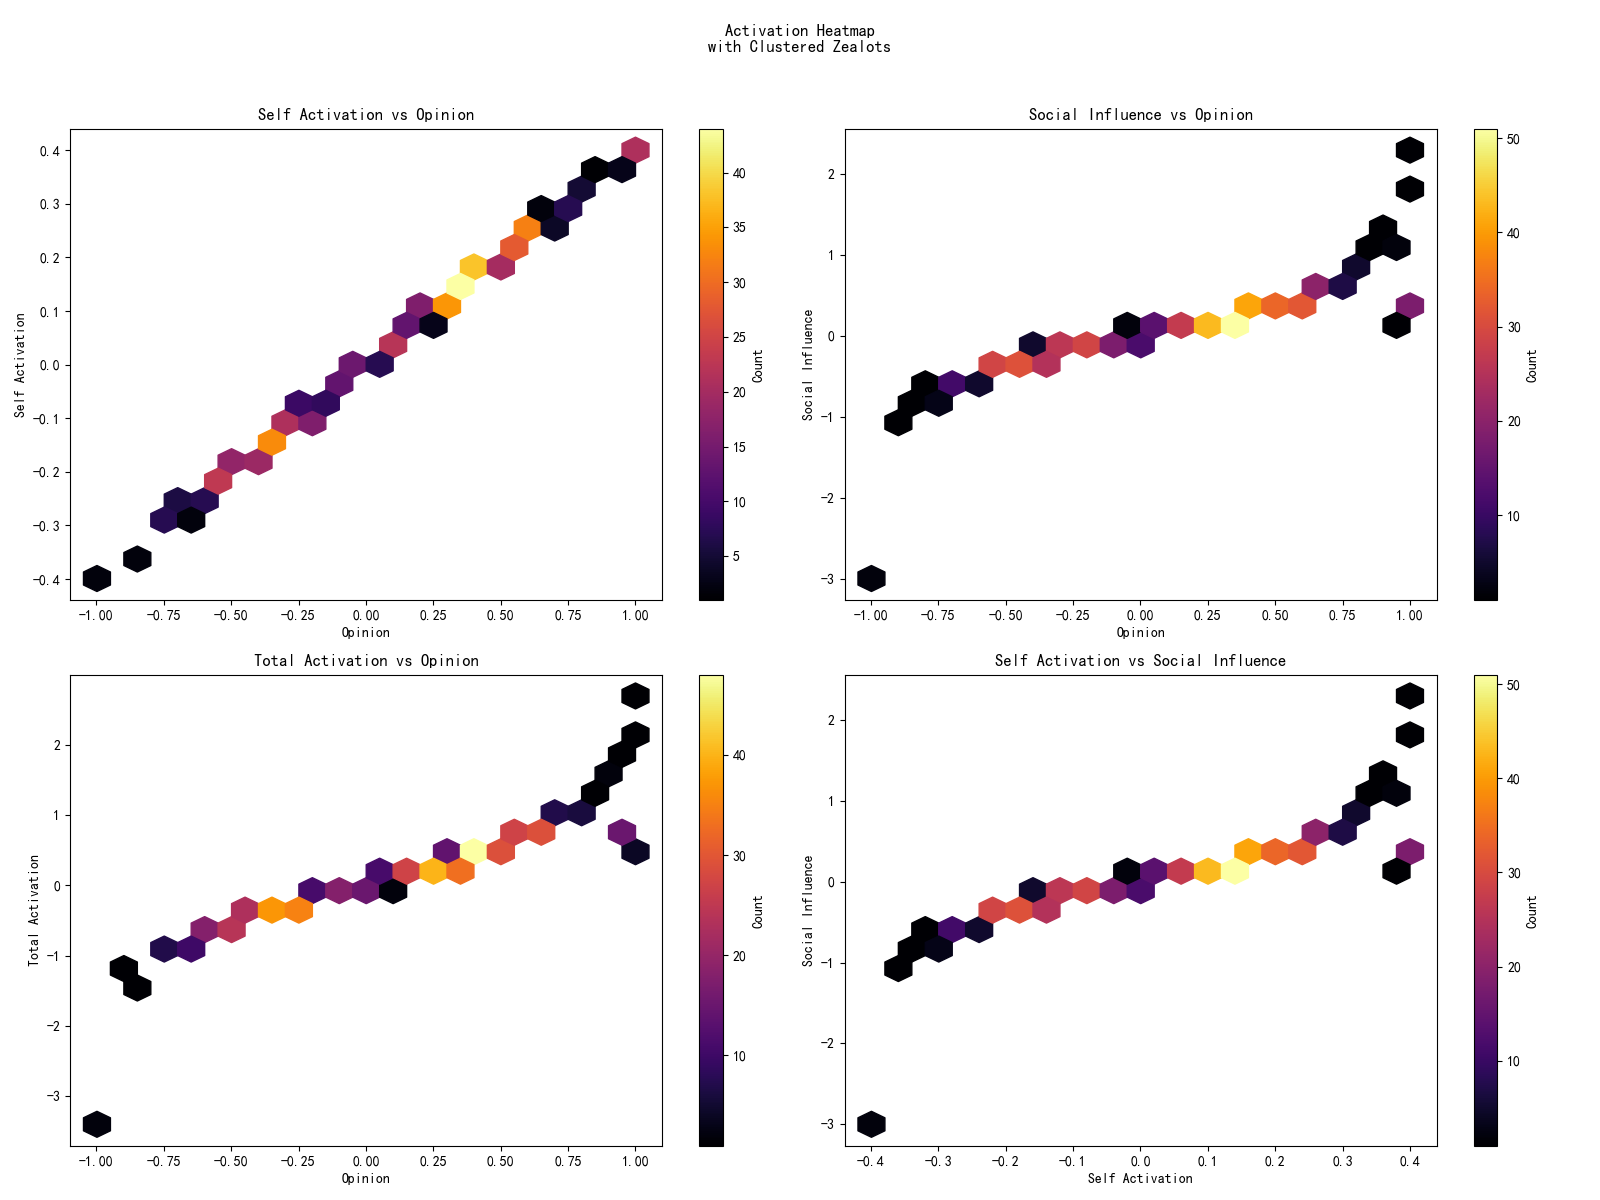 Activation Heatmap
with Clustered Zealots
Self Activation vs Opinion
0.4
0.3
0.2
0.1
0.0
−0.1
−0.2
−0.3
−0.4
Self Activation
−1.00 −0.75 −0.50 −0.25 0.00 0.25 0.50 0.75 1.00
Opinion
40
35
30
25
20
15
10
5
Count
Social Influence vs Opinion
2
1
0
−1
−2
−3
Social Influence
−1.00 −0.75 −0.50 −0.25 0.00 0.25 0.50 0.75 1.00
Opinion
50
40
30
20
10
Count
Total Activation vs Opinion
2
1
0
−1
−2
−3
Total Activation
−1.00 −0.75 −0.50 −0.25 0.00 0.25 0.50 0.75 1.00
Opinion
40
30
20
10
Count
Self Activation vs Social Influence
2
1
0
−1
−2
−3
Social Influence
−0.4 −0.3 −0.2 −0.1 0.0 0.1 0.2 0.3 0.4
Self Activation
50
40
30
20
10
Count